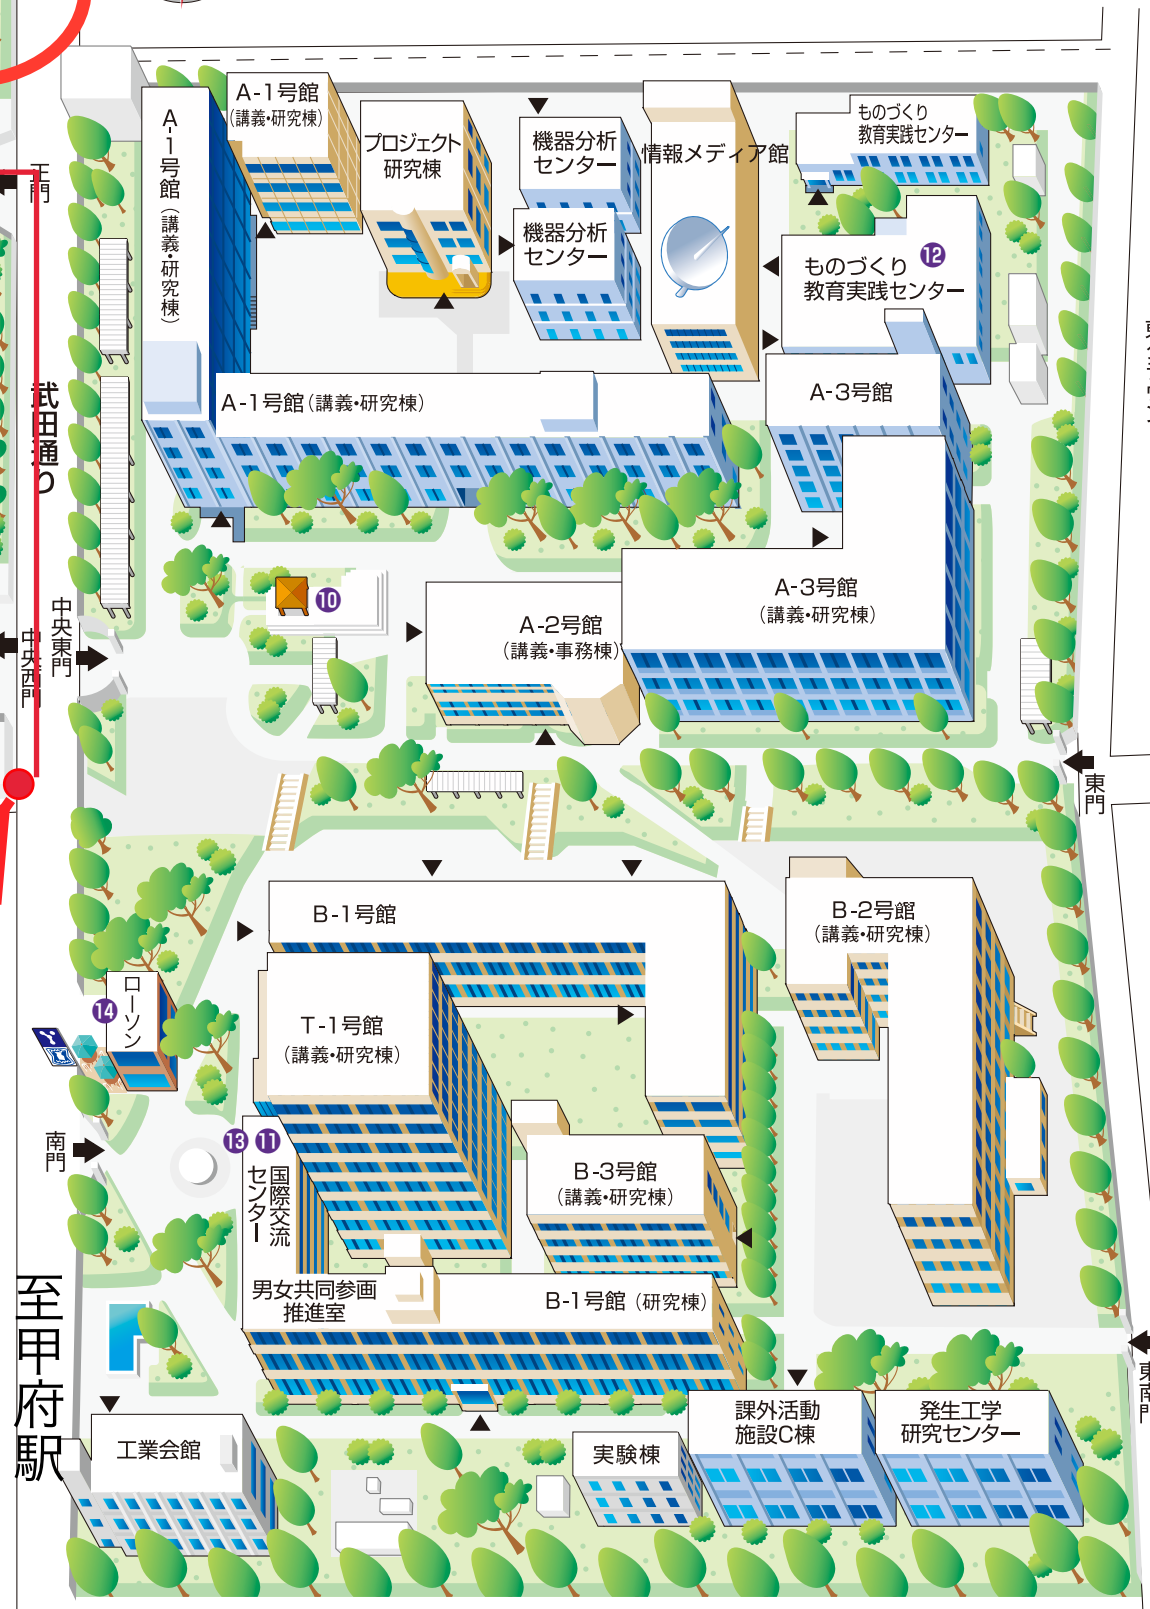 A-1号館
(講義・研究棟)
A-1号館
(講義・研究棟)
プロジェクト
研究棟
機器分析
センター
機器分析
センター
情報メディア館
ものづくり
教育実践センター
ものづくり
教育実践センター
⑫
正門
武田通り
A-1号館(講義・研究棟)
A-3号館
A-3号館
(講義・研究棟)
A-2号館
(講義・事務棟)
⑩
中央東門
中央西門
東門
B-1号館
B-2号館
(講義・研究棟)
ローソン
⑭
T-1号館
(講義・研究棟)
南門
⑬
⑪
国際交流
センター
B-3号館
(講義・研究棟)
男女共同参画
推進室
B-1号館(研究棟)
至甲府駅
東南門
工業会館
実験棟
課外活動
施設C棟
発生工学
研究センター